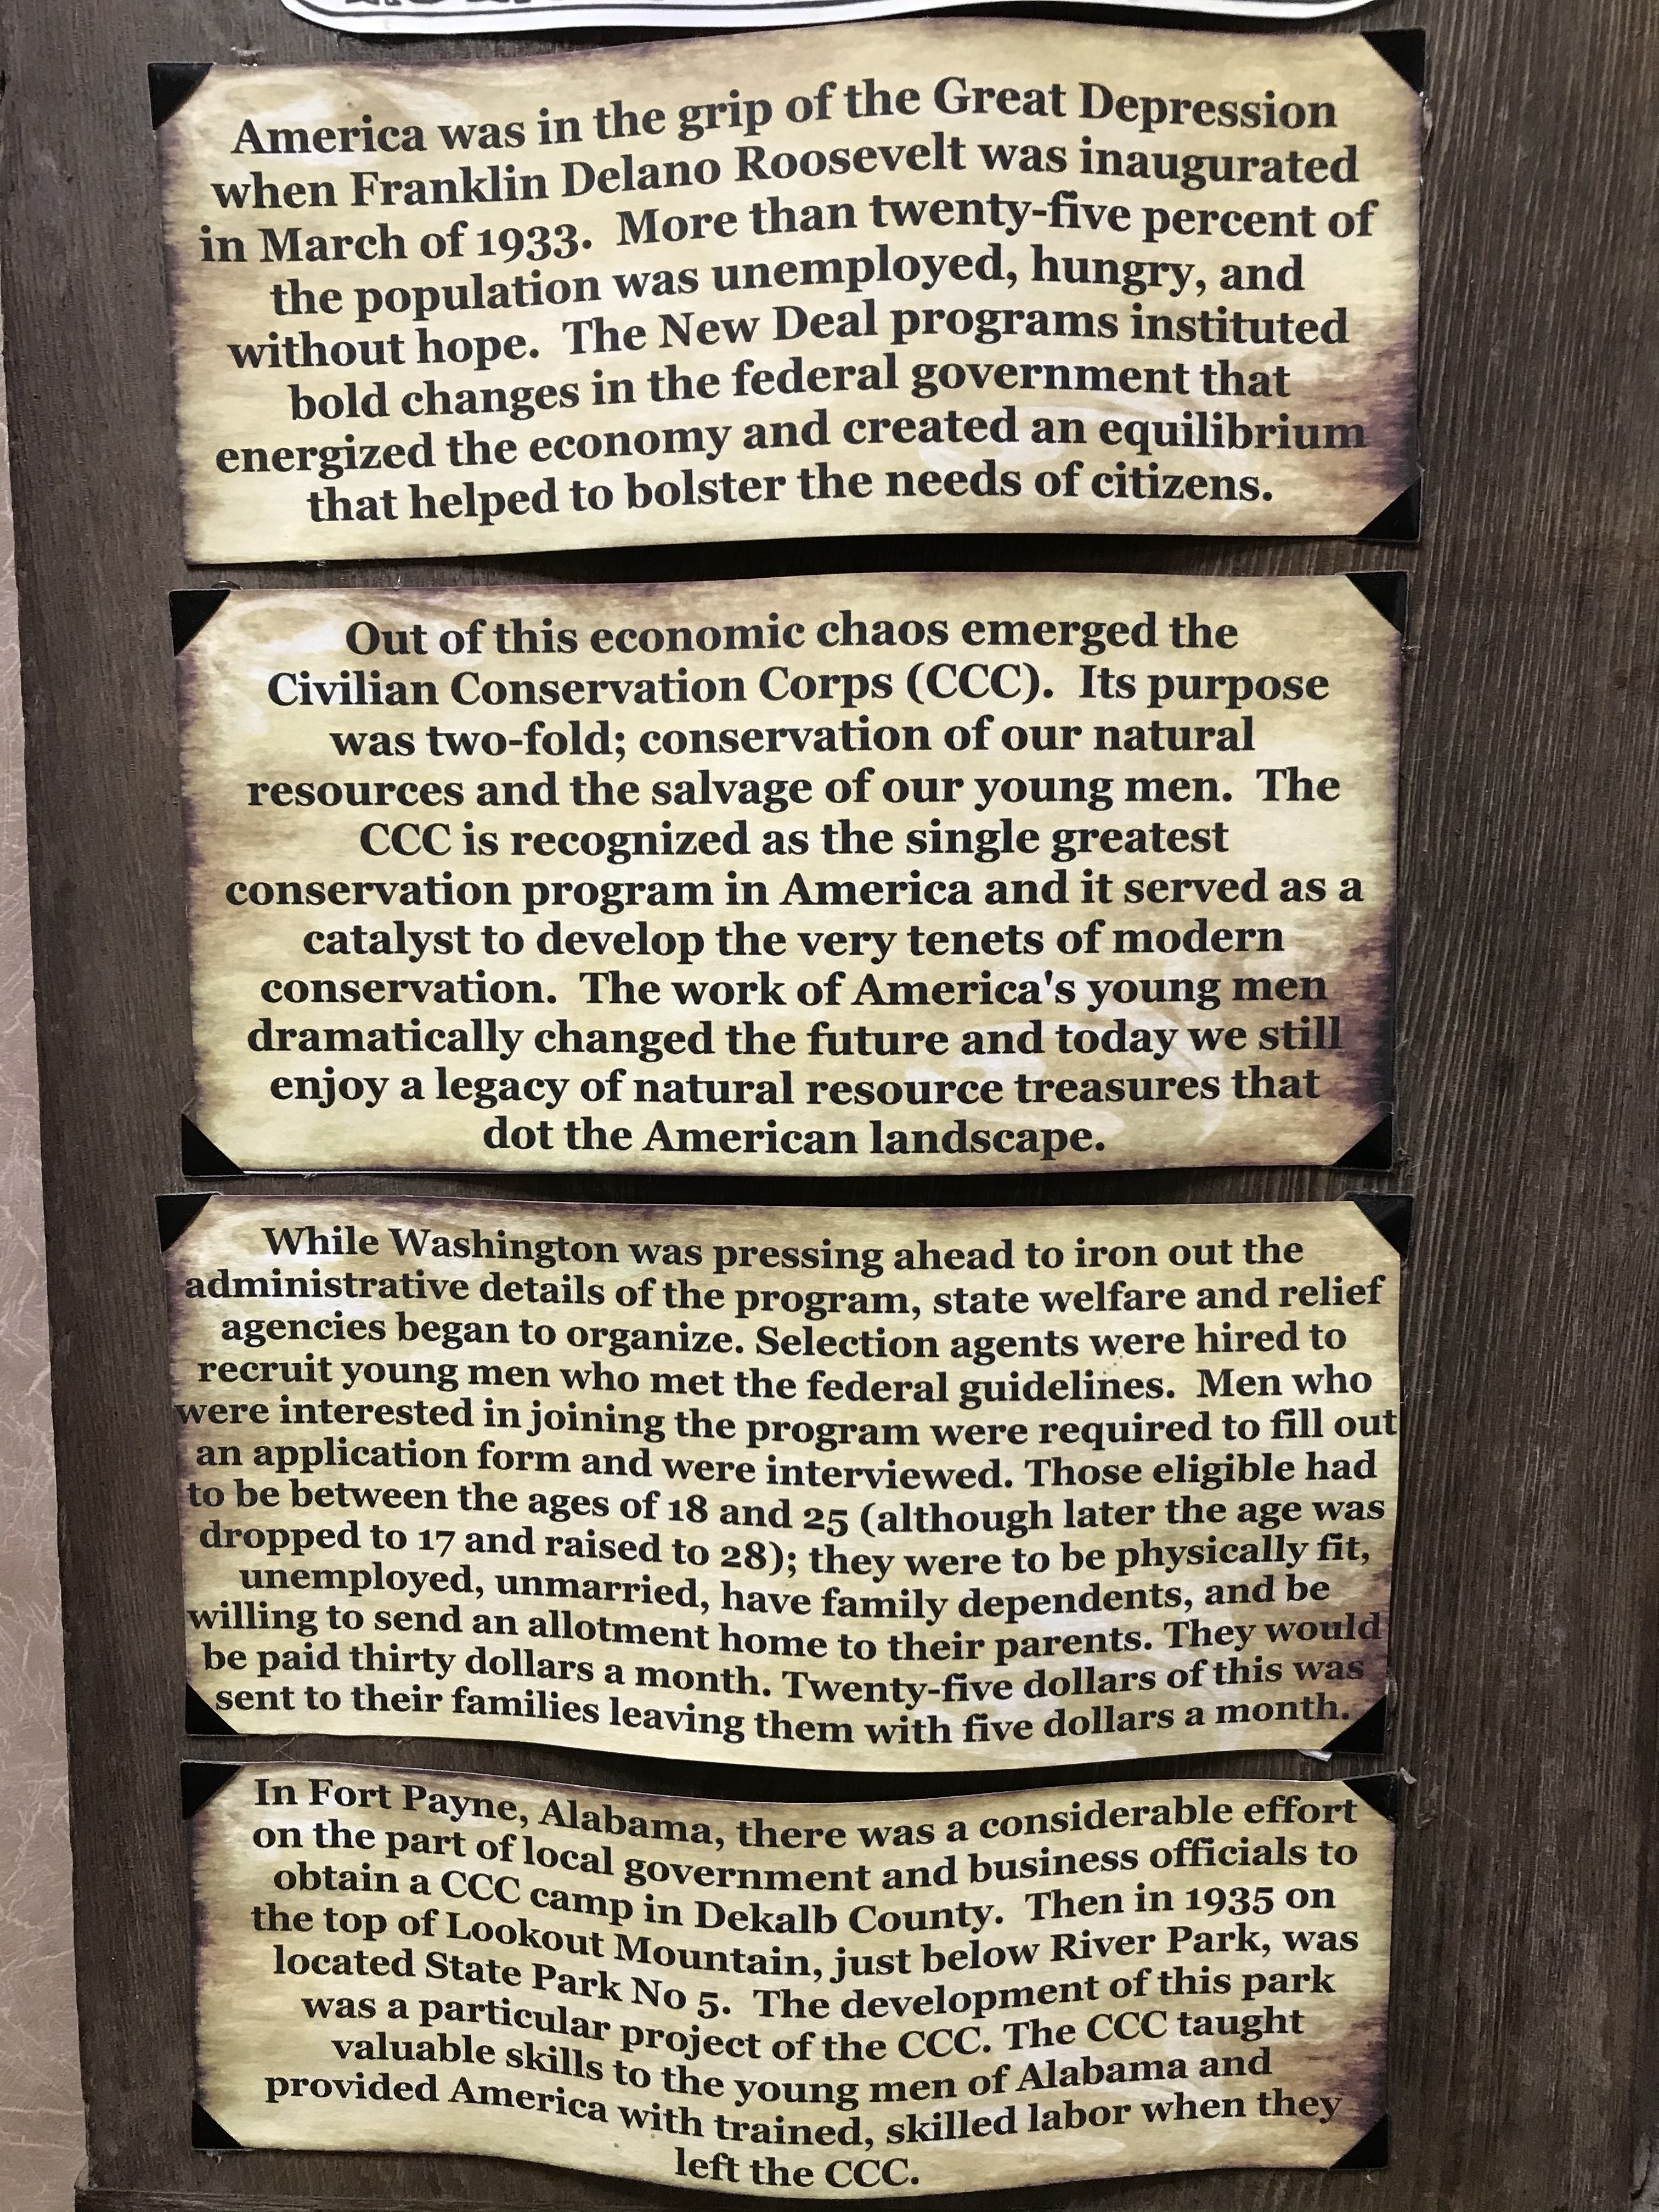 America was in the grip of the Great Depression
when Franklin Delano Roosevelt was inaugurated
in March of 1933. More than twenty-five percent of
the population was unemployed, hungry, and
without hope. The New Deal programs instituted
bold changes in the federal government that
energized the economy and created an equilibrium
that helped to bolster the needs of citizens.
Out of this economic chaos emerged the
Civilian Conservation Corps (CCC). Its purpose
was two-fold; conservation of our natural
resources and the salvage of our young men. The
CCC is recognized as the single greatest
conservation program in America and it served as a
catalyst to develop the very tenets of modern
conservation. The work of America's young men
dramatically changed the future and today we still
enjoy a legacy of natural resource treasures that
dot the American landscape.
While Washington was pressing ahead to iron out the
administrative details of the program, state welfare and relief
agencies began to organize. Selection agents were hired to
recruit young men who met the federal guidelines. Men who
were interested in joining the program were required to fill out
an application form and were interviewed. Those eligible had
to be between the ages of 18 and 25 (although later the age was
dropped to 17 and raised to 28); they were to be physically fit,
unemployed, unmarried, have family dependents, and be
willing to send an allotment home to their parents. They would
be paid thirty dollars a month. Twenty-five dollars of this was
sent to their families leaving them with five dollars a month.
In Fort Payne, Alabama, there was a considerable effort
on the part of local government and business officials to
obtain a CCC camp in Dekalb County. Then in 1935 on
the top of Lookout Mountain, just below River Park, was
located State Park No 5. The development of this park
was a particular project of the CCC. The CCC taught
valuable skills to the young men of Alabama and
provided America with trained, skilled labor when they
left the CCC.